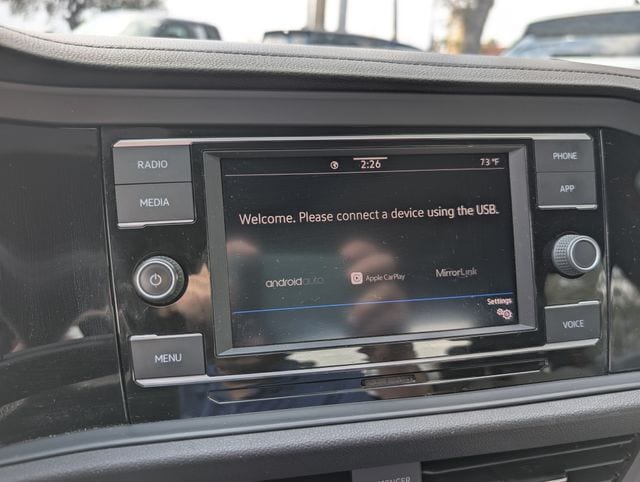 RADIO
MEDIA
MENU
2:26
73 °F
Welcome. Please connect a device using the USB.
androidauto
Apple CarPlay
MirrorLink
Settings
PHONE
APP
VOICE